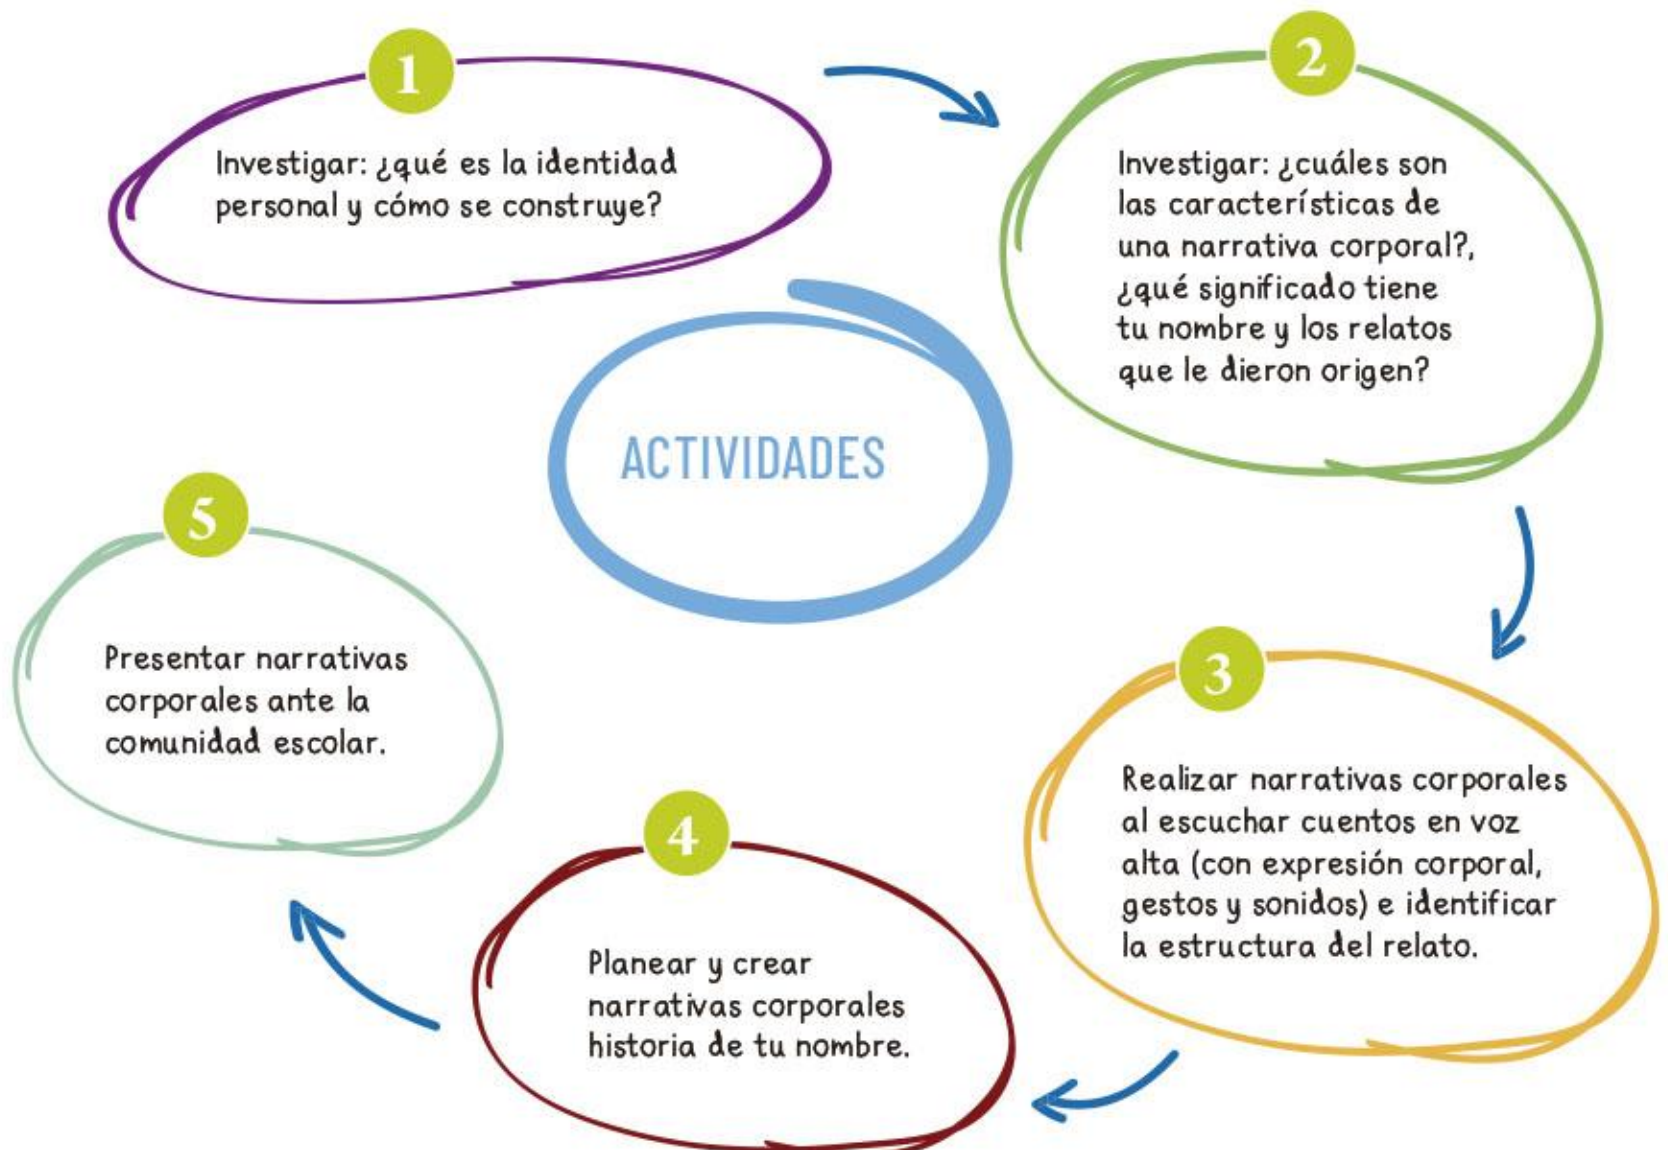 1
Investigar: ¿qué es la identidad
personal y cómo se construye?
2
Investigar: ¿cuáles son
las características de
una narrativa corporal?,
¿qué significado tiene
tu nombre y los relatos
que le dieron origen?
ACTIVIDADES
3
Realizar narrativas corporales
al escuchar cuentos en voz
alta (con expresión corporal,
gestos y sonidos) e identificar
la estructura del relato.
4
Planear y crear
narrativas corporales
historia de tu nombre.
5
Presentar narrativas
corporales ante la
comunidad escolar.